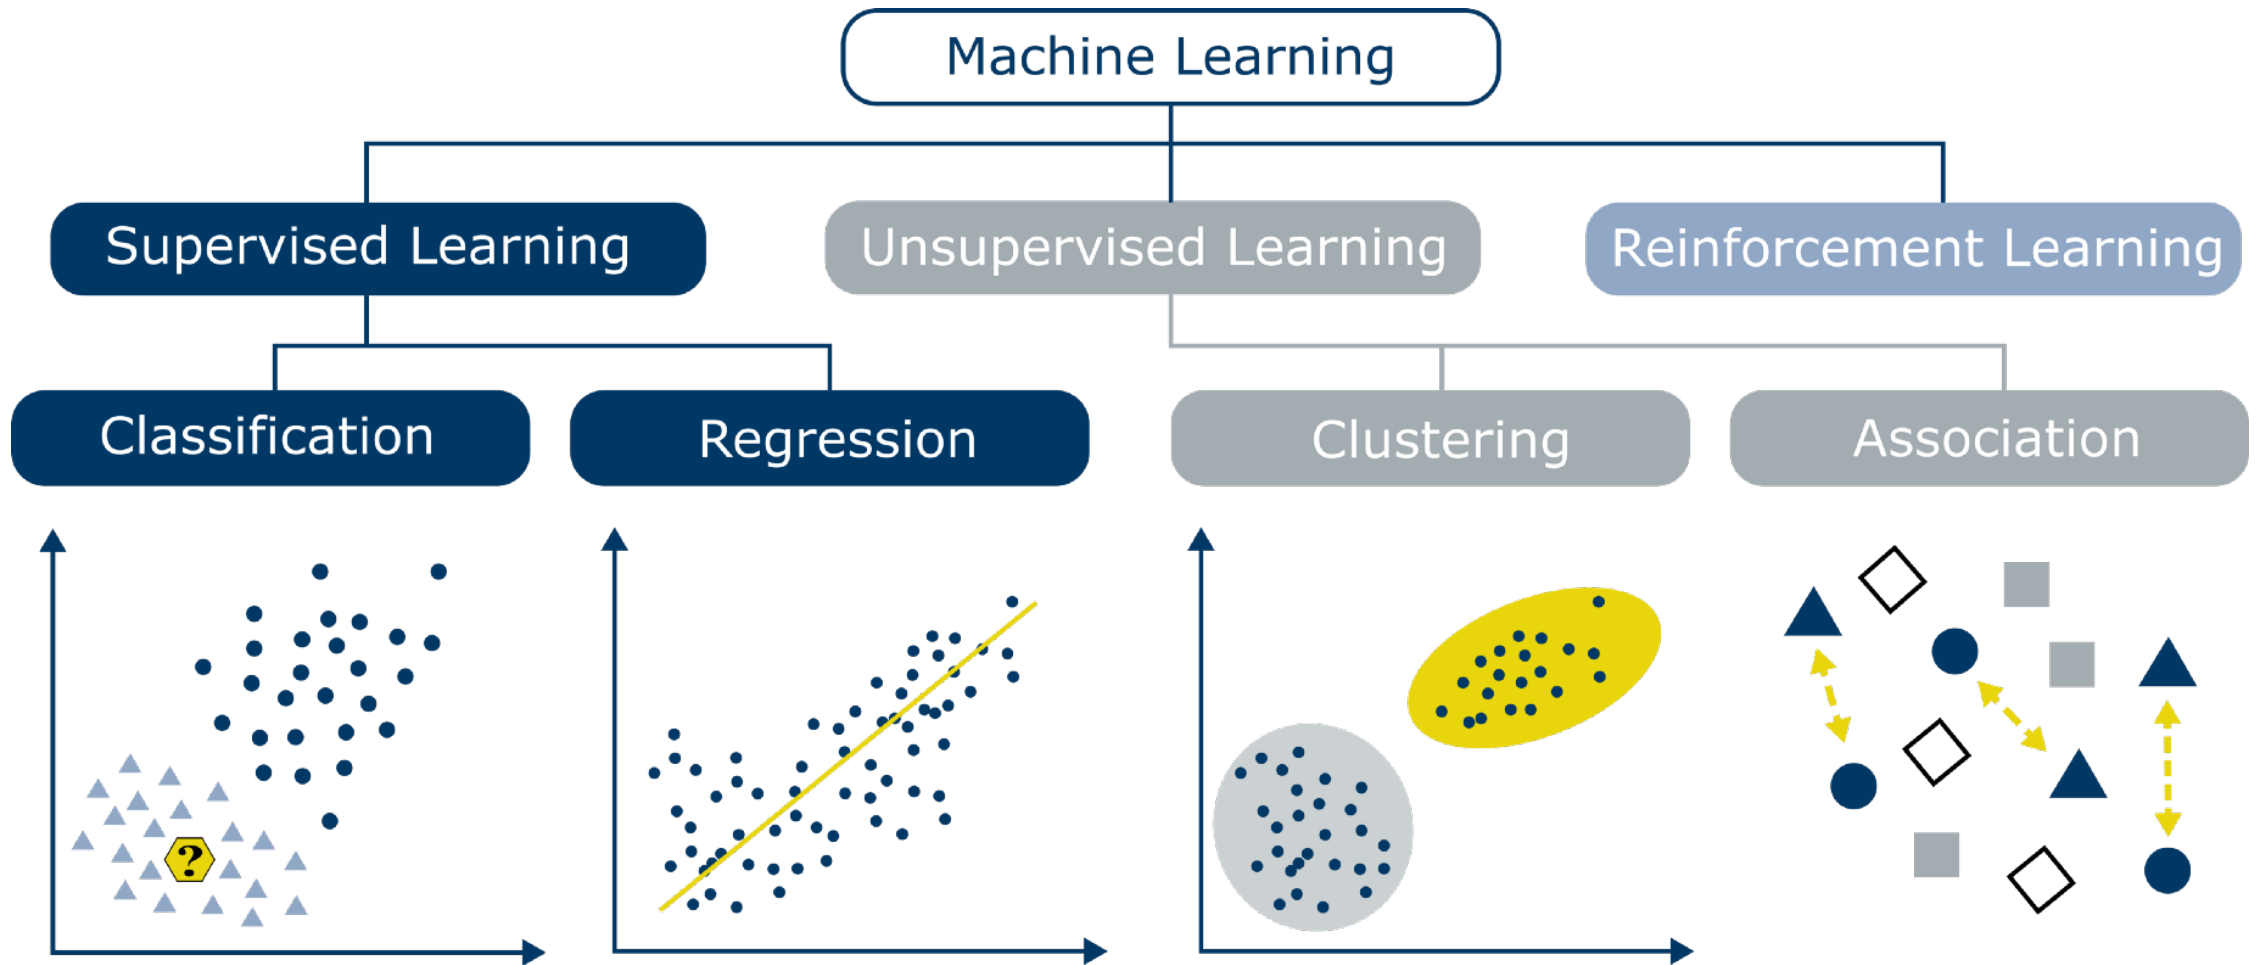 Machine Learning
Supervised Learning
Unsupervised Learning
Reinforcement Learning
Classification
Regression
Clustering
Association
?